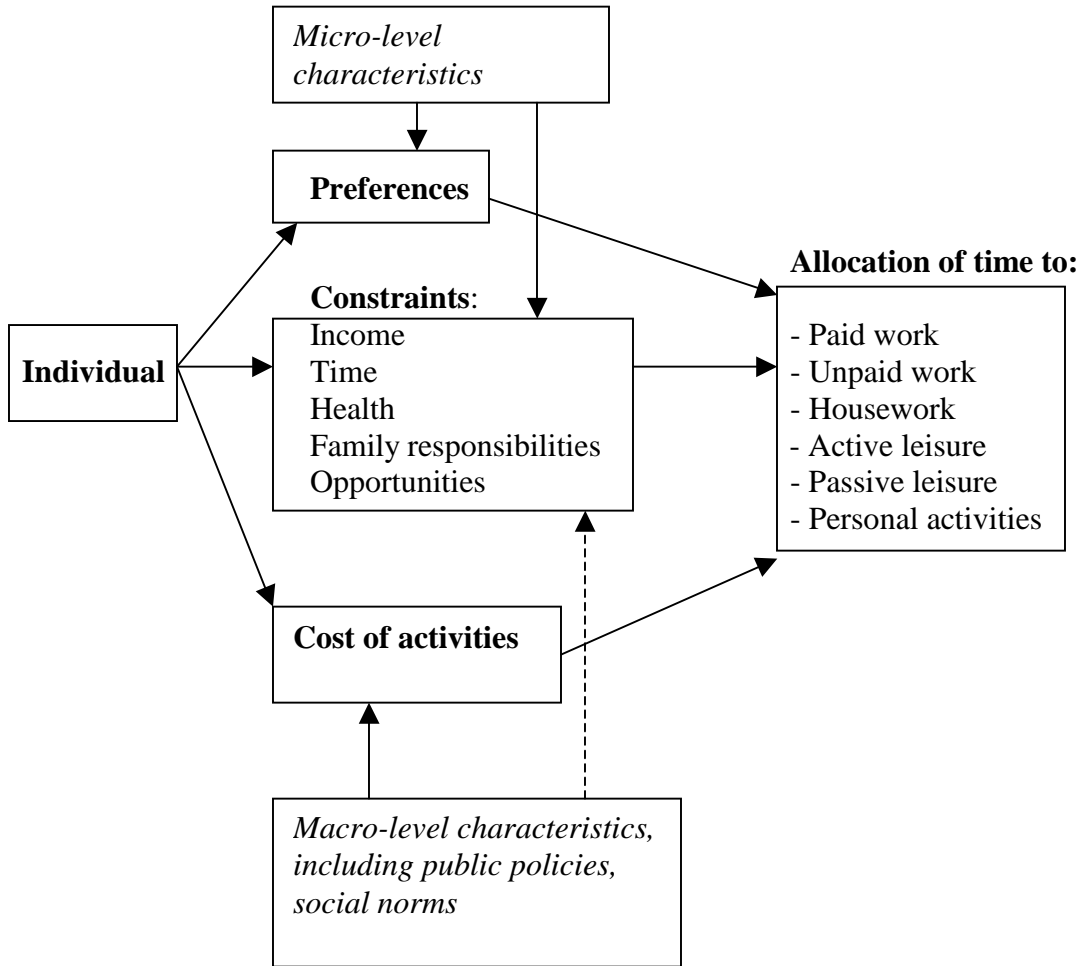 Micro-level
characteristics
Preferences
Allocation of time to:
Constraints:
Income
Time
Health
Family responsibilities
Opportunities
Individual
- Paid work
- Unpaid work
- Housework
- Active leisure
- Passive leisure
- Personal activities
Cost of activities
Macro-level characteristics,
including public policies,
social norms